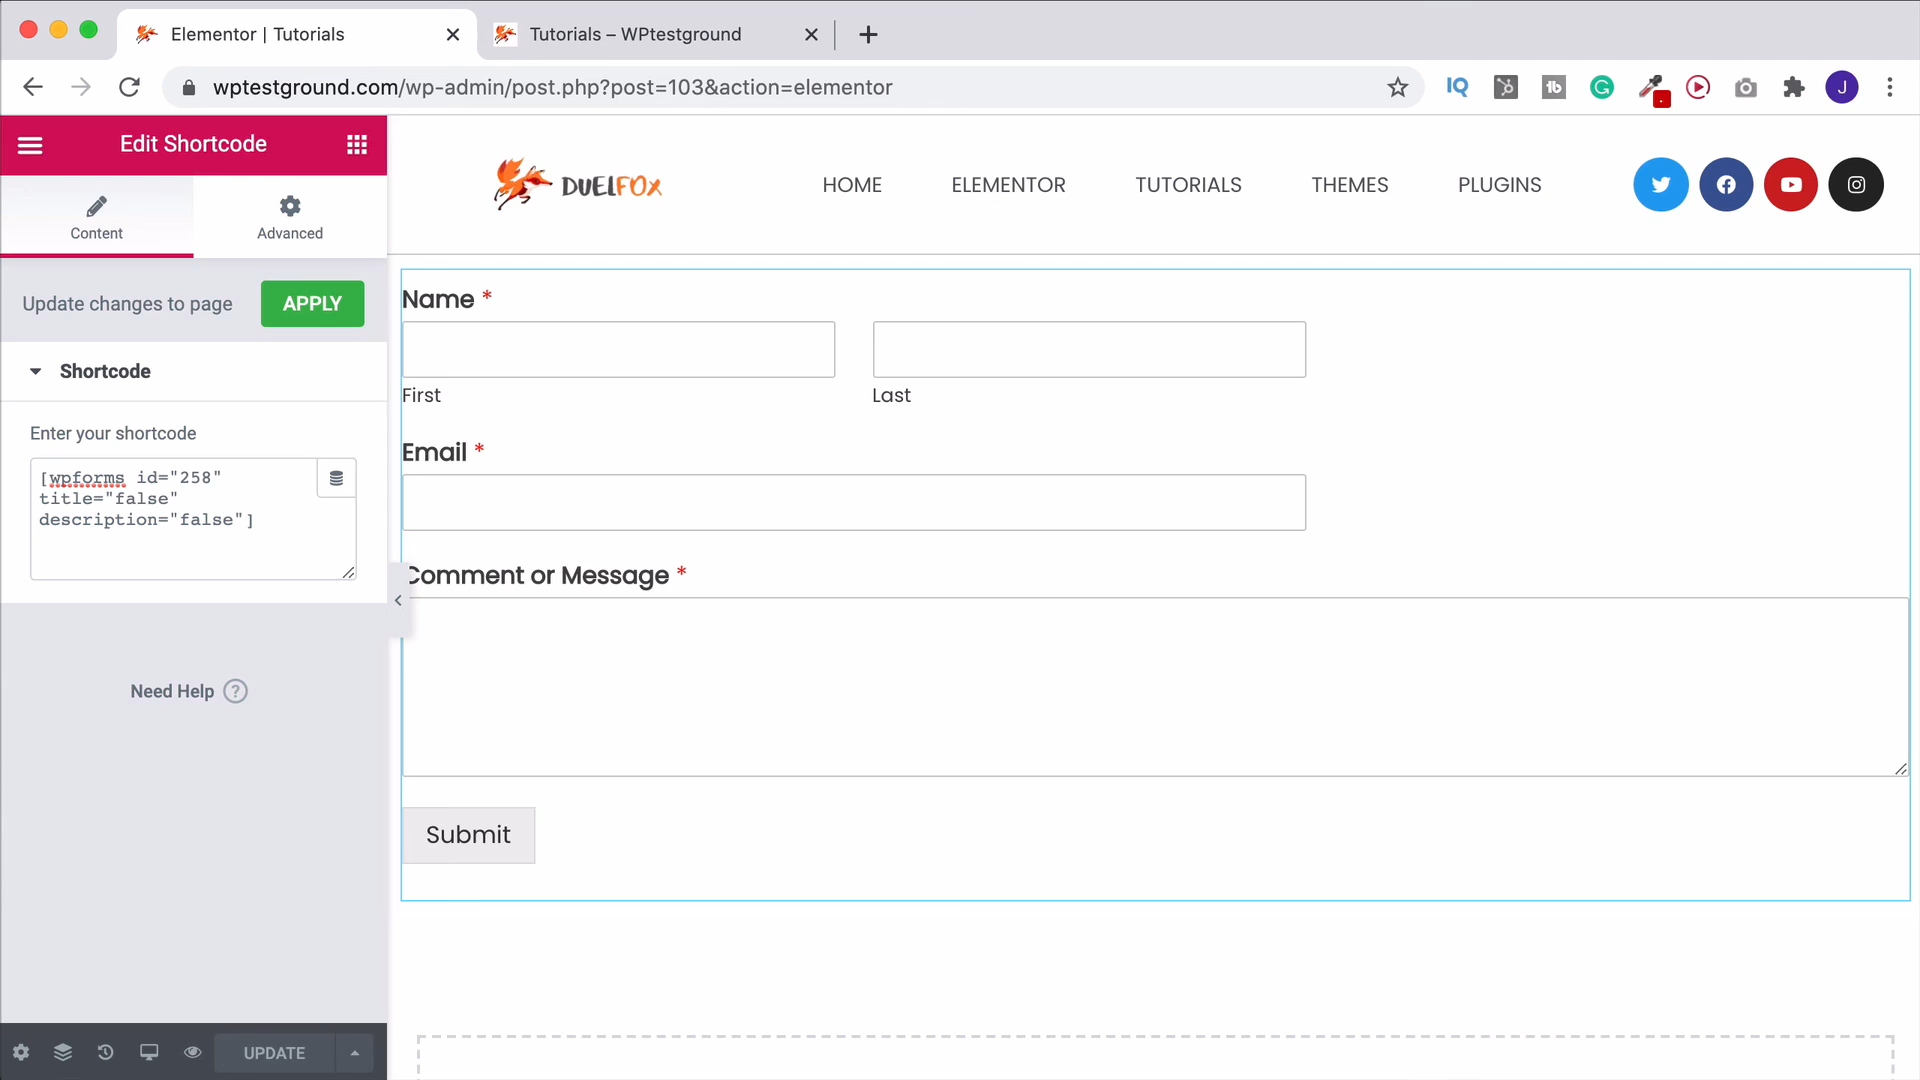 Elementor | Tutorials
Tutorials – WPtestground
wptestground.com/wp-admin/post.php?post=103&action=elementor
IQ
tb
G
J
Edit Shortcode
DUELFOX
HOME
ELEMENTOR
TUTORIALS
THEMES
PLUGINS
Content
Advanced
Update changes to page
APPLY
Shortcode
Enter your shortcode
[wpforms id="258"
title="false"
description="false"]
Need Help ?
UPDATE
Name *
First
Last
Email *
Comment or Message *
Submit